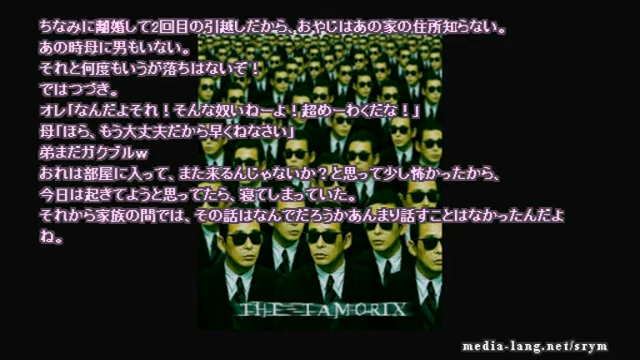 ちなみに離婚して2回目の引越しだから、おやじはあの家の住所知らない。
あの時母に男もいない。
それと何度もいうが落ちはないぞ！
ではつづき。
オレ「なんだよそれ！そんな奴いねーよ！超めーわくだな！」
母「ほら、もう大丈夫だから早くねなさい」
弟まだガクブルｗ
おれは部屋に入って、また来るんじゃないか？と思って少し怖かったから、
今日は起きてようと思ってたら、寝てしまっていた。
それから家族の間では、その話はなんでだろうかあんまり話すことはなかったんだよ
ね。
THE TAMORIX
media-lang.net/srym